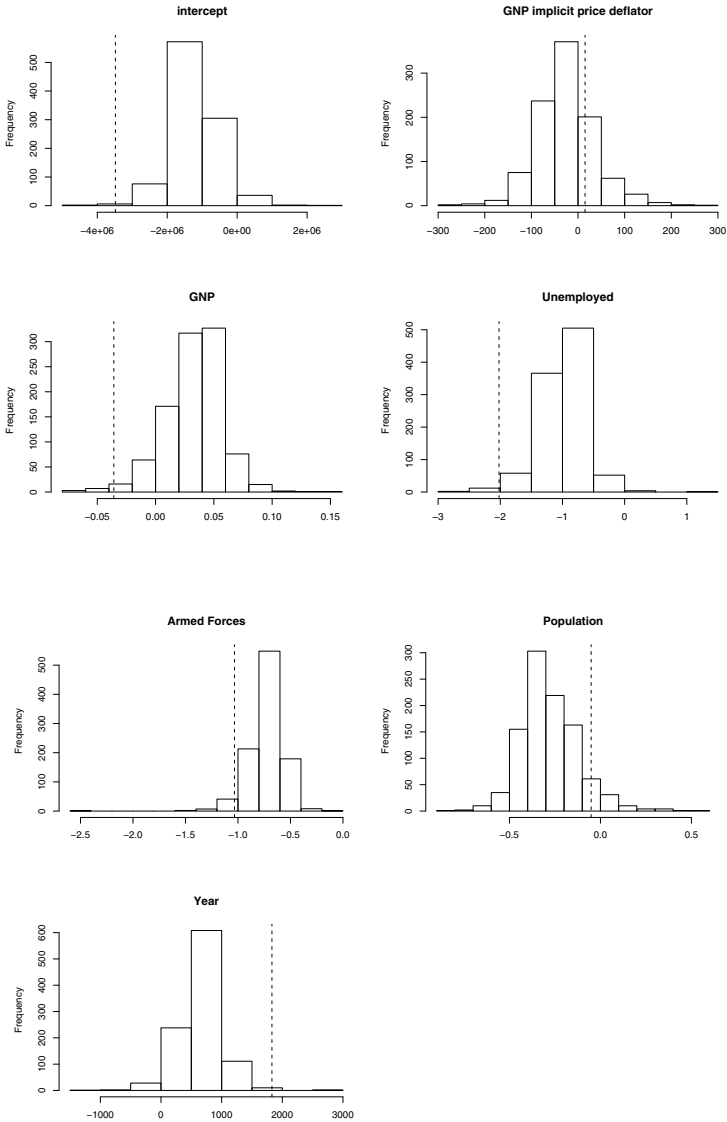 intercept
Frequency
0 100 200 300 400 500
−4e+06 −2e+06 0e+00 2e+06
GNP implicit price deflator
Frequency
0 100 200 300
−300 −200 −100 0 100 200 300
GNP
Frequency
0 50 100 150 200 250 300
−0.05 0.00 0.05 0.10 0.15
Unemployed
Frequency
0 100 200 300 400 500
−3 −2 −1 0 1
Armed Forces
Frequency
0 100 200 300 400 500
−2.5 −2.0 −1.5 −1.0 −0.5 0.0
Population
Frequency
0 50 100 150 200 250 300
−0.5 0.0 0.5
Year
Frequency
0 100 200 300 400 500 600
−1000 0 1000 2000 3000